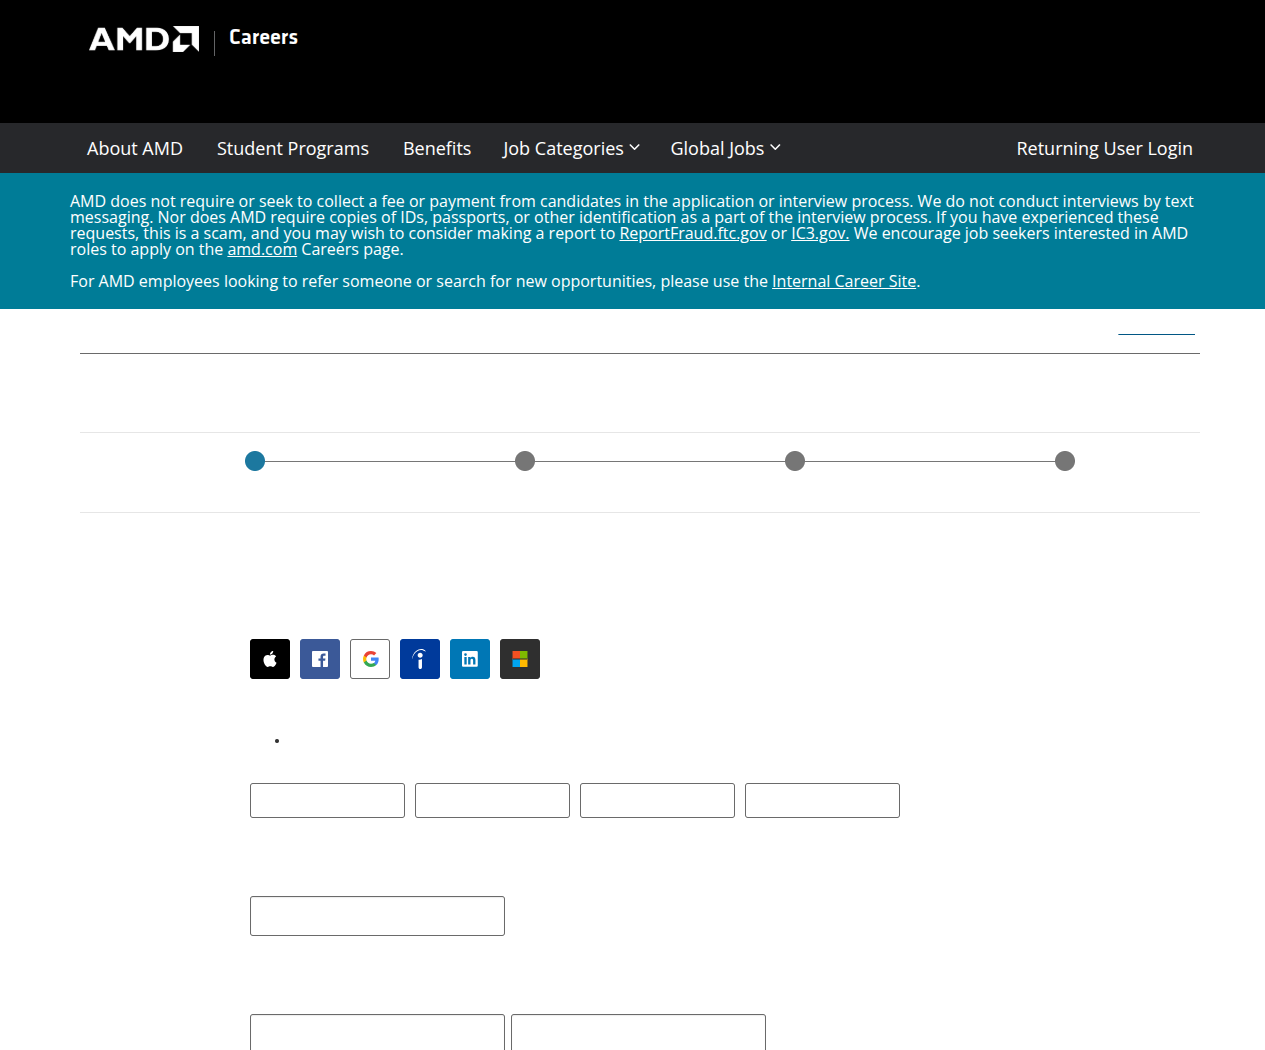 AMD
Careers
About AMD
Student Programs
Benefits
Job Categories
Global Jobs
Returning User Login
AMD does not require or seek to collect a fee or payment from candidates in the application or interview process. We do not conduct interviews by text
messaging. Nor does AMD require copies of IDs, passports, or other identification as a part of the interview process. If you have experienced these
requests, this is a scam, and you may wish to consider making a report to ReportFraud.ftc.gov or IC3.gov. We encourage job seekers interested in AMD
roles to apply on the amd.com Careers page.
For AMD employees looking to refer someone or search for new opportunities, please use the Internal Career Site.